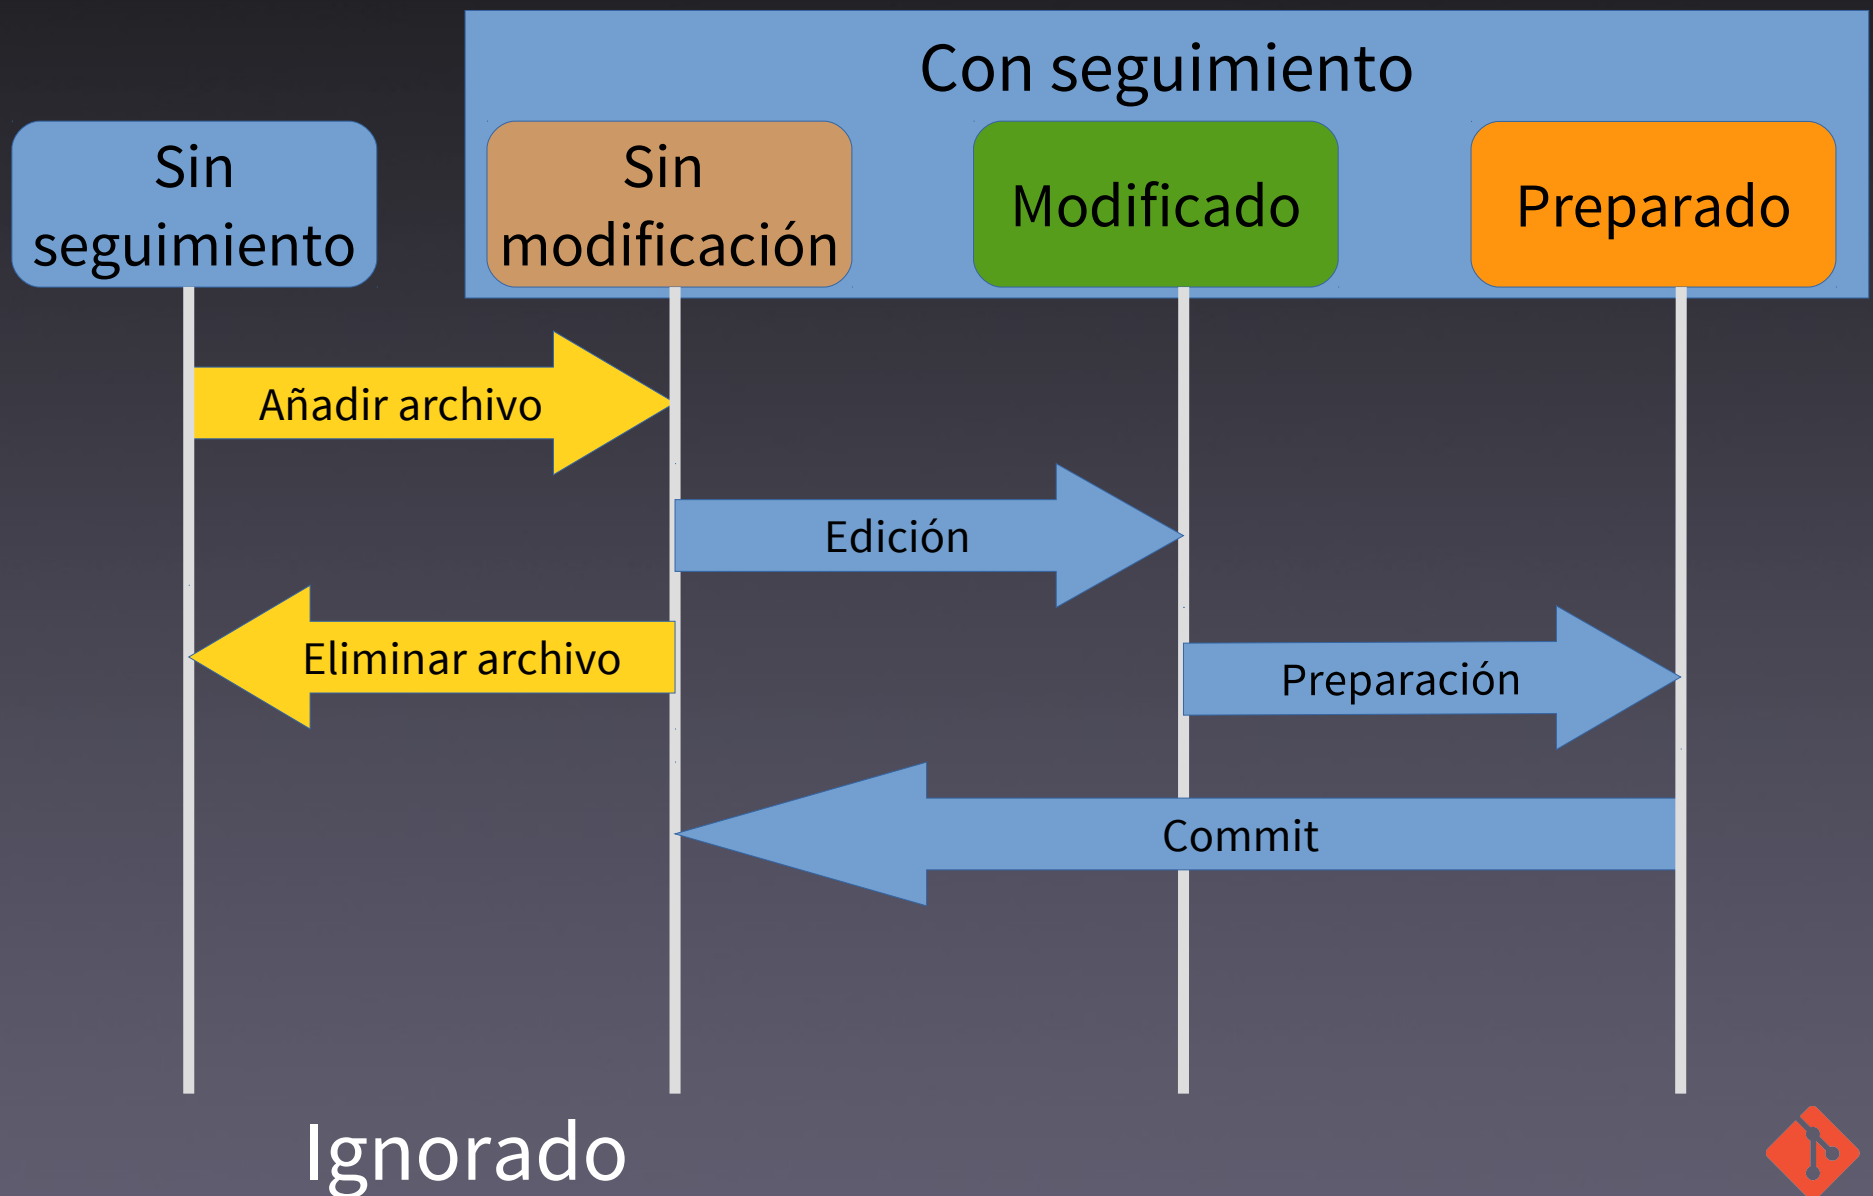 Con seguimiento
Sin
seguimiento
Sin
modificación
Modificado
Preparado
Añadir archivo
Edición
Eliminar archivo
Preparación
Commit
Ignorado